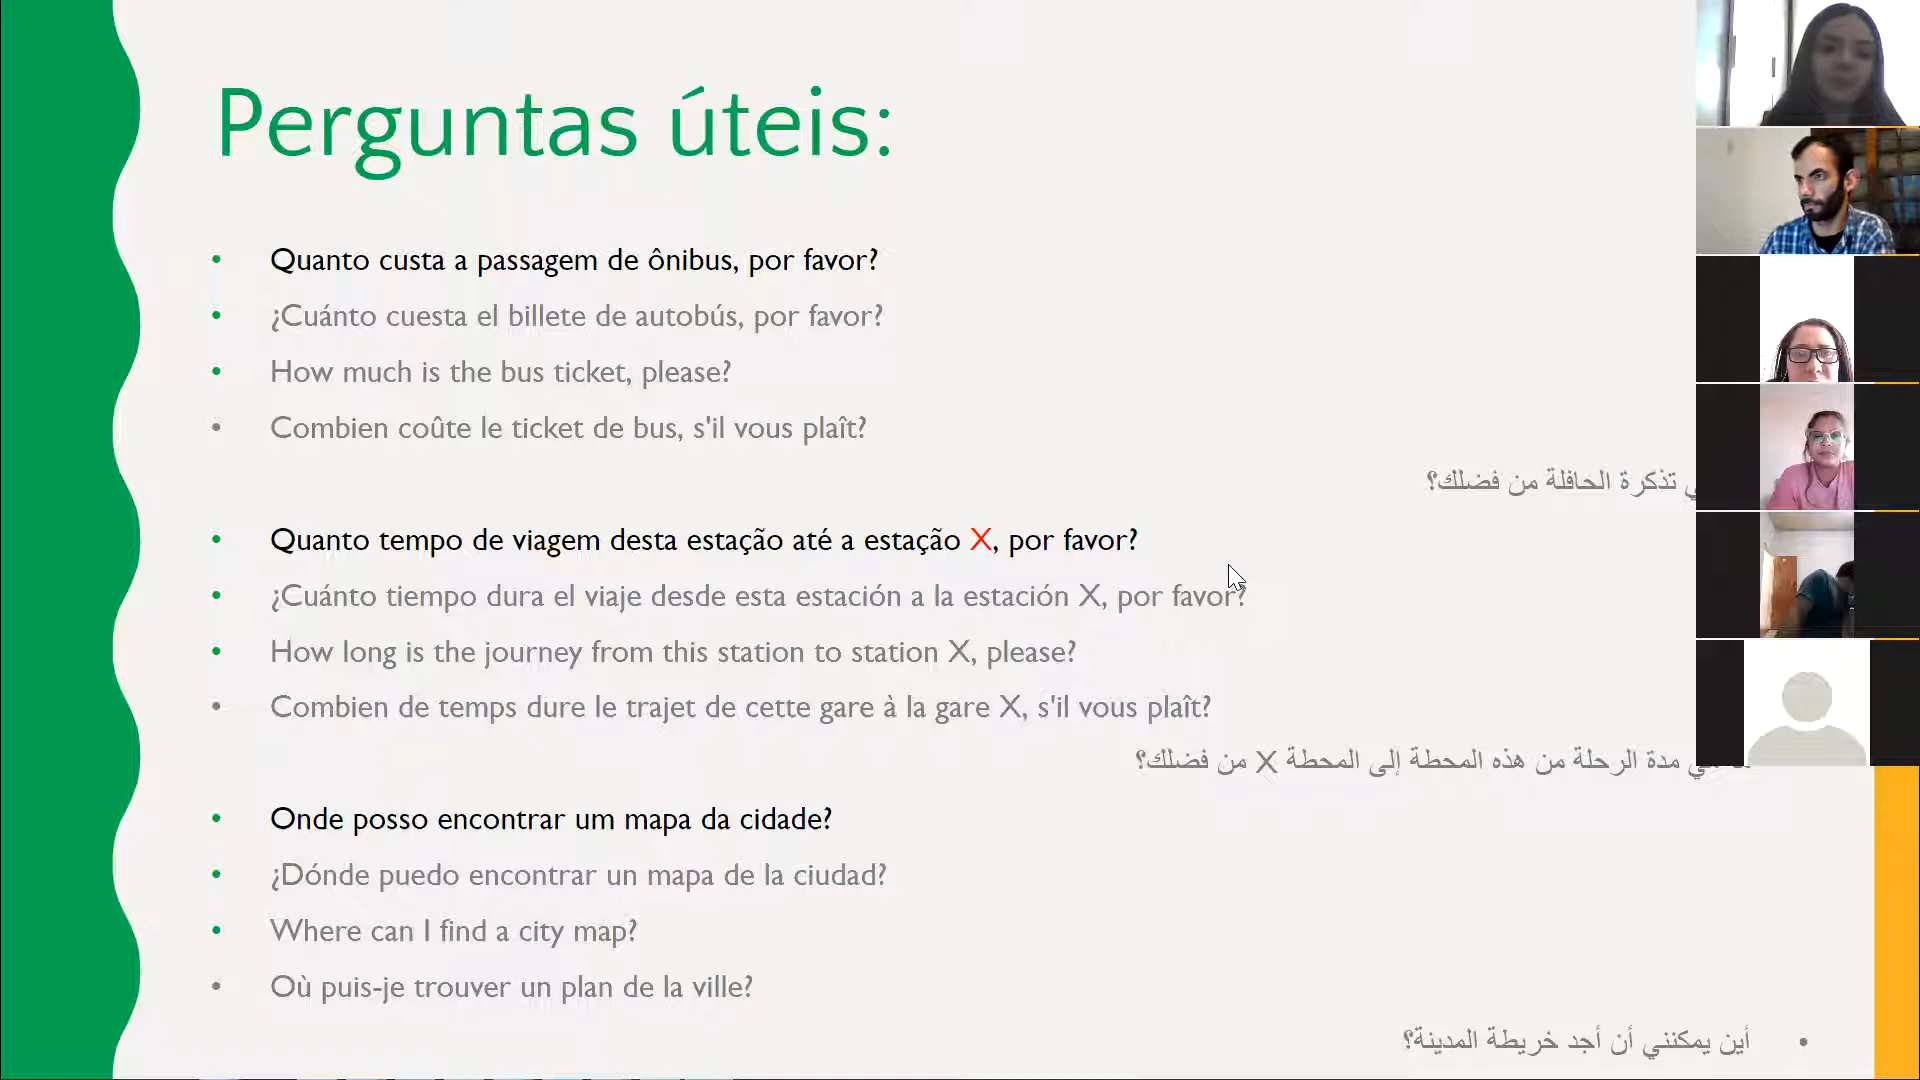 Perguntas úteis:
Quanto custa a passagem de ônibus, por favor?
¿Cuánto cuesta el billete de autobús, por favor?
How much is the bus ticket, please?
Combien coûte le ticket de bus, s'il vous plaît?
تذكرة الحافلة من فضلك؟
Quanto tempo de viagem desta estação até a estação X, por favor?
¿Cuánto tiempo dura el viaje desde esta estación a la estación X, por favor?
How long is the journey from this station to station X, please?
Combien de temps dure le trajet de cette gare à la gare X, s'il vous plaît?
مدة الرحلة من هذه المحطة إلى المحطة X من فضلك؟
Onde posso encontrar um mapa da cidade?
¿Dónde puedo encontrar un mapa de la ciudad?
Where can I find a city map?
Où puis-je trouver un plan de la ville?
أين يمكنني أن أجد خريطة المدينة؟